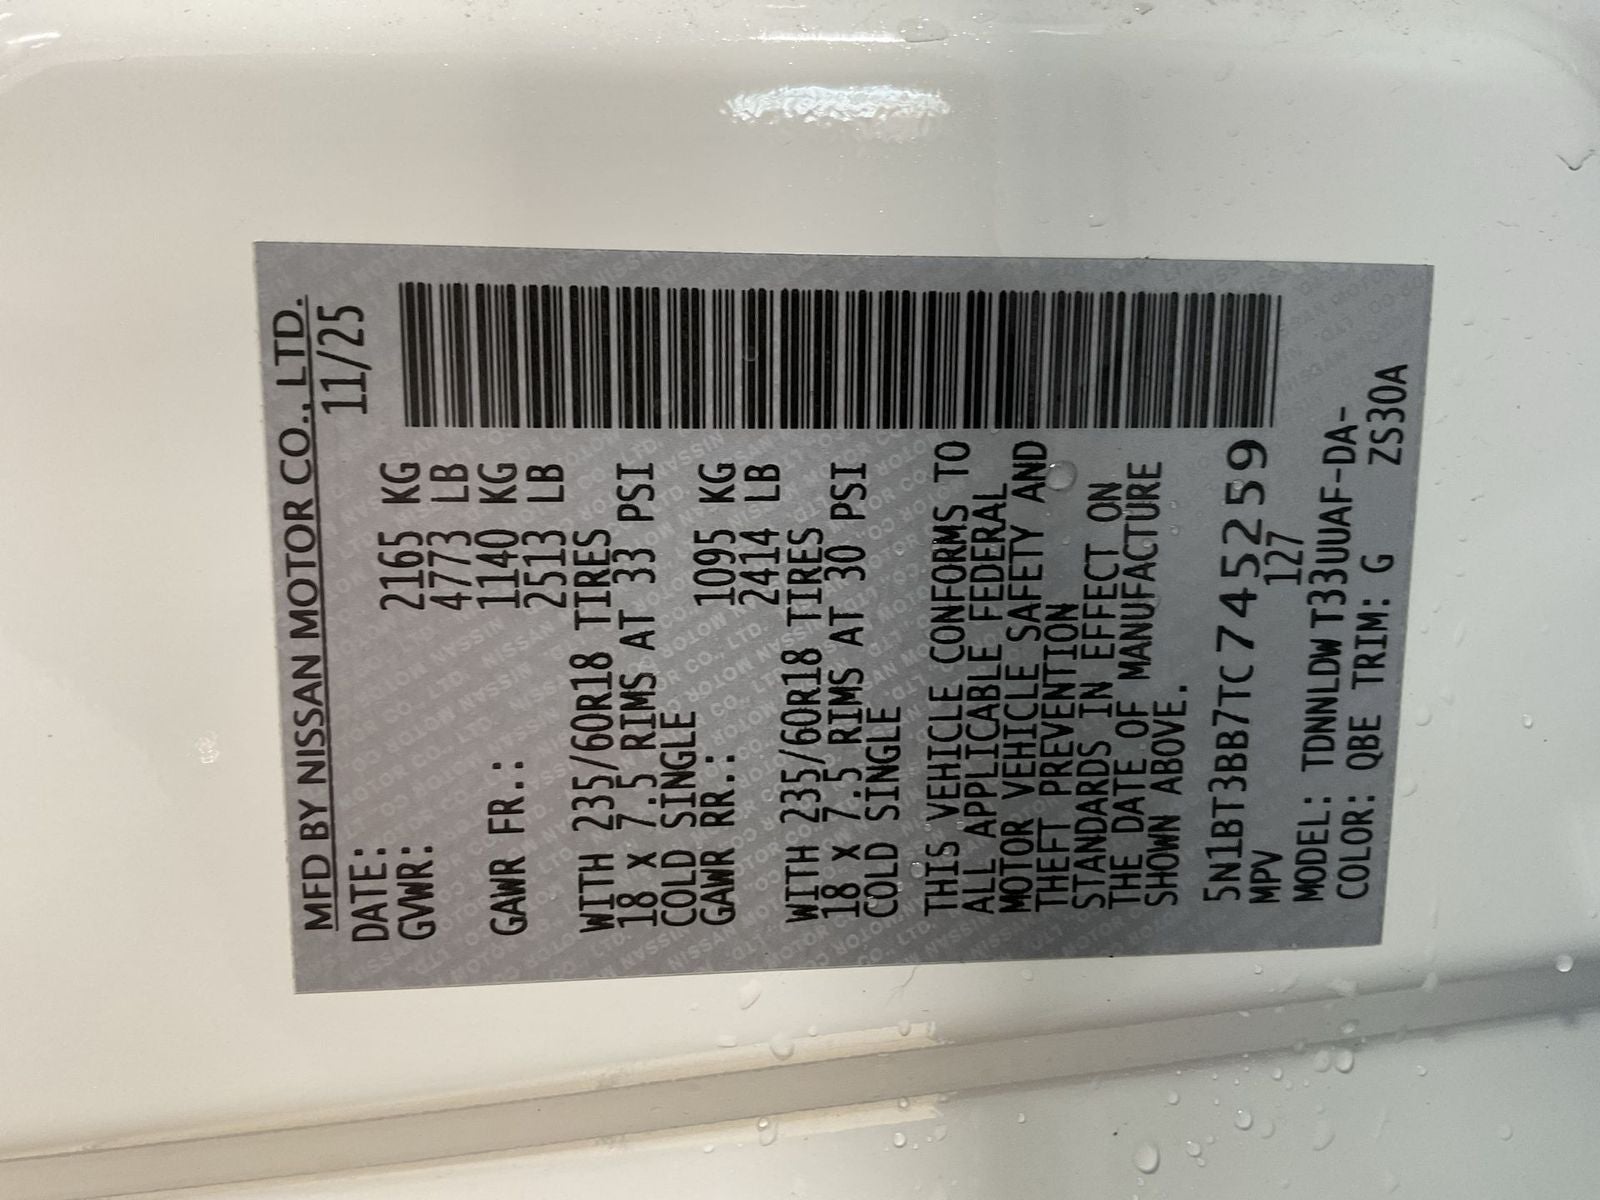 MFD BY NISSAN MOTOR CO., LTD.
DATE: 11/25
GVWR: 2165 KG
4773 LB
GAWR FR.: 1140 KG
2513 LB
WITH 235/60R18 TIRES
18 X 7.5 RIMS AT 33 PSI
COLD SINGLE
GAWR RR.: 1095 KG
2414 LB
WITH 235/60R18 TIRES
18 X 7.5 RIMS AT 30 PSI
COLD SINGLE
THIS VEHICLE CONFORMS TO
ALL APPLICABLE FEDERAL
MOTOR VEHICLE SAFETY AND
THEFT PREVENTION
STANDARDS IN EFFECT ON
THE DATE OF MANUFACTURE
SHOWN ABOVE.
5N1BT3BB7TC745259
MPV 127
MODEL: TDNNLDW T33UUAF-DA-
COLOR: QBE TRIM: G ZS30A